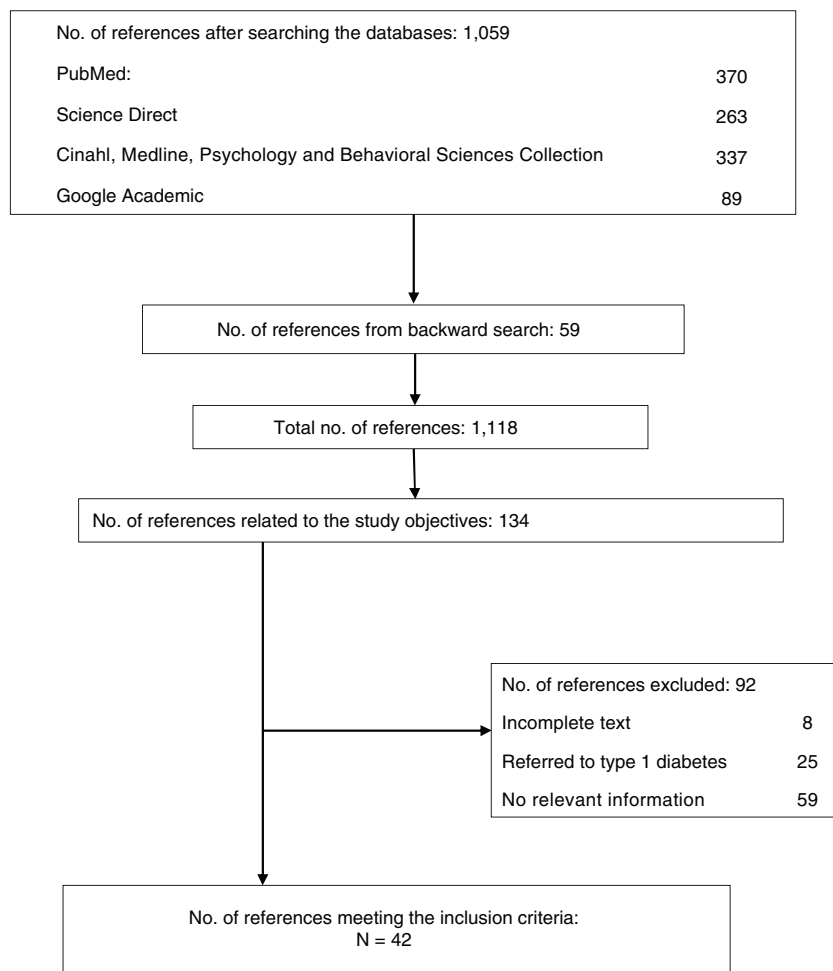 No. of references after searching the databases: 1,059
PubMed: 370
Science Direct 263
Cinahl, Medline, Psychology and Behavioral Sciences Collection 337
Google Academic 89
No. of references from backward search: 59
Total no. of references: 1,118
No. of references related to the study objectives: 134
No. of references excluded: 92
Incomplete text 8
Referred to type 1 diabetes 25
No relevant information 59
No. of references meeting the inclusion criteria:
N = 42